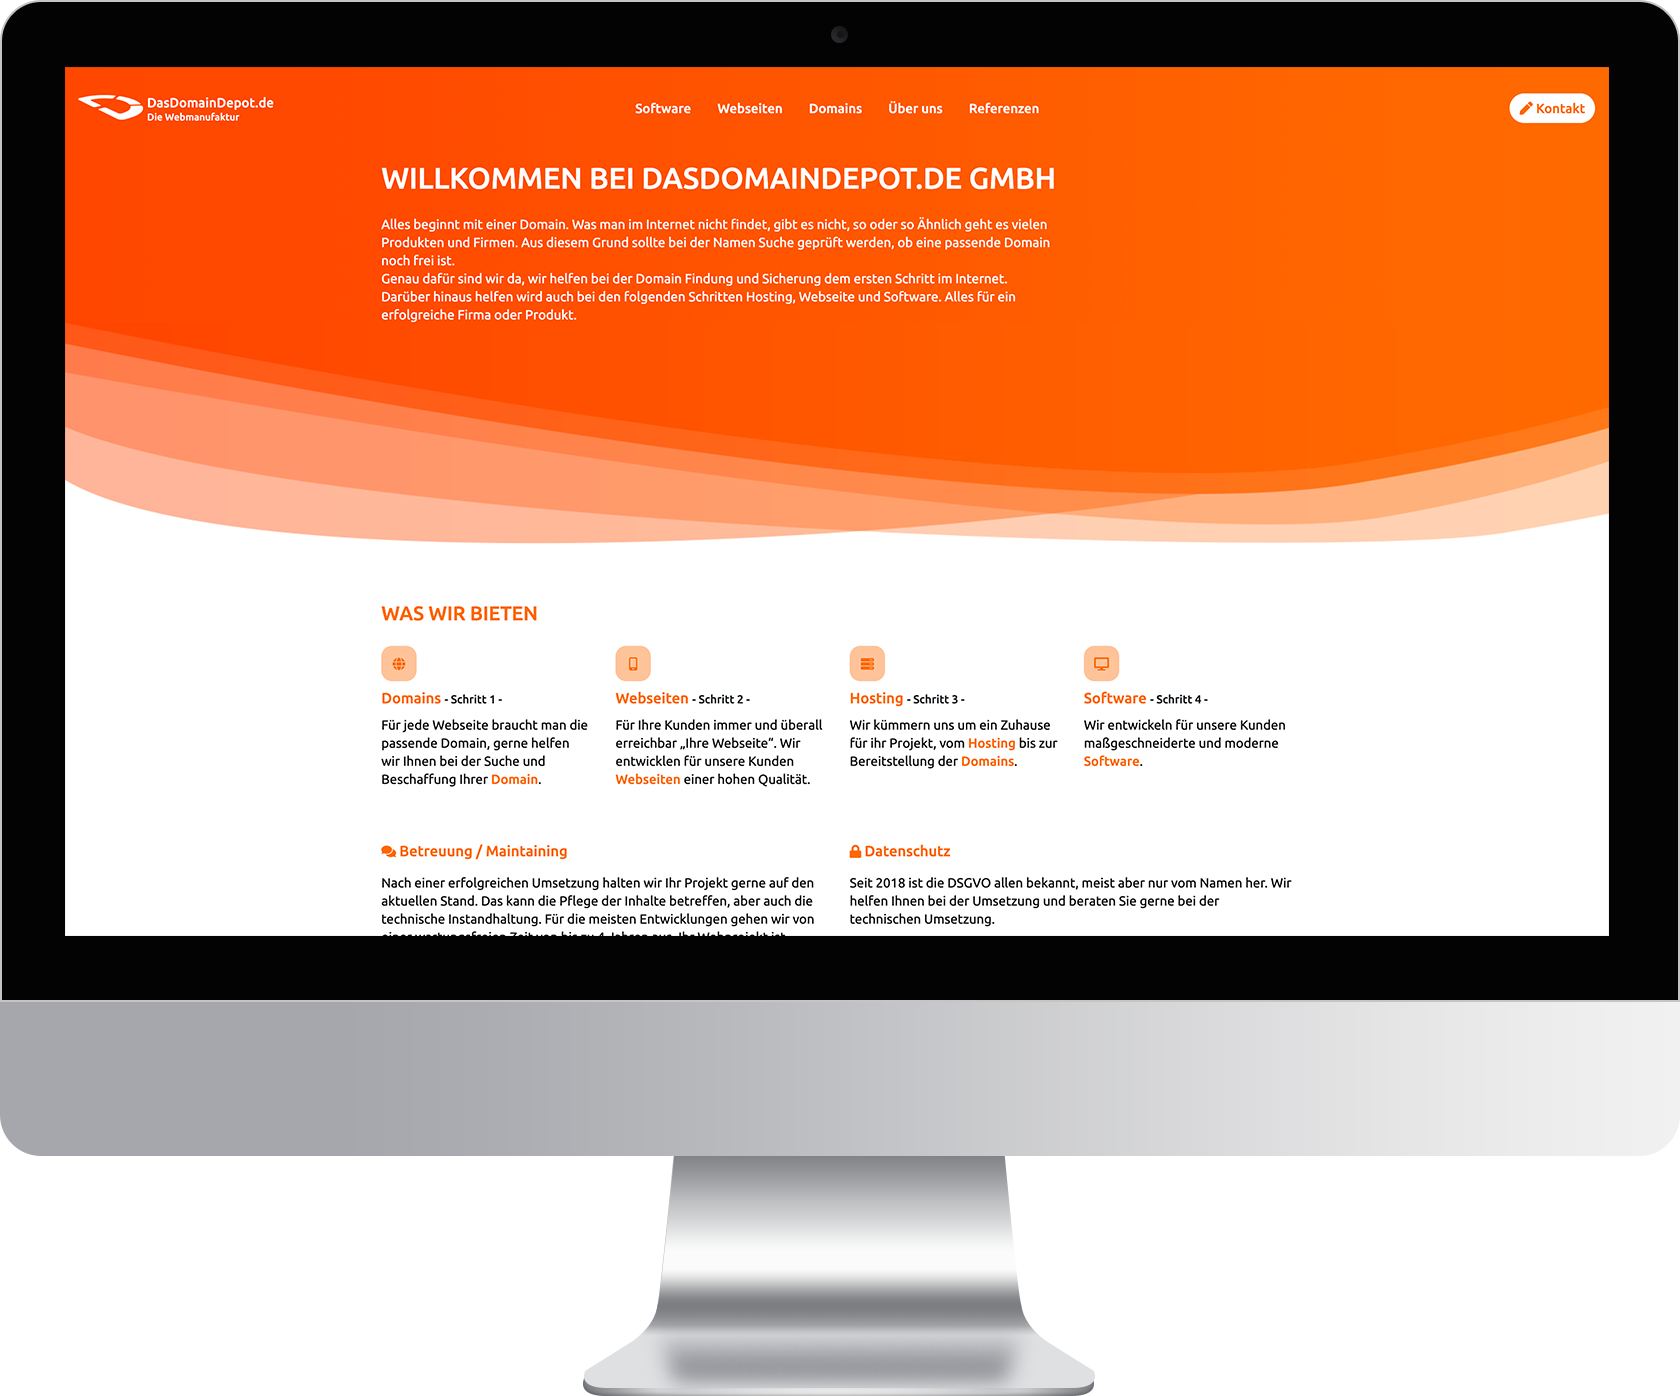 DasDomainDepot.de
Die Webmanufaktur
Software Webseiten Domains Über uns Referenzen
Kontakt
WILLKOMMEN BEI DASDOMAINDEPOT.DE GMBH
Alles beginnt mit einer Domain. Was man im Internet nicht findet, gibt es nicht, so oder so Ähnlich geht es vielen
Produkten und Firmen. Aus diesem Grund sollte bei der Namen Suche geprüft werden, ob eine passende Domain
noch frei ist.
Genau dafür sind wir da, wir helfen bei der Domain Findung und Sicherung dem ersten Schritt im Internet.
Darüber hinaus helfen wird auch bei den folgenden Schritten Hosting, Webseite und Software. Alles für ein
erfolgreiche Firma oder Produkt.
WAS WIR BIETEN
Domains - Schritt 1 -
Für jede Webseite braucht man die
passende Domain, gerne helfen
wir Ihnen bei der Suche und
Beschaffung Ihrer Domain.
Webseiten - Schritt 2 -
Für Ihre Kunden immer und überall
erreichbar „Ihre Webseite“. Wir
entwicklen für unsere Kunden
Webseiten einer hohen Qualität.
Hosting - Schritt 3 -
Wir kümmern uns um ein Zuhause
für ihr Projekt, vom Hosting bis zur
Bereitstellung der Domains.
Software - Schritt 4 -
Wir entwickeln für unsere Kunden
maßgeschneiderte und moderne
Software.
Betreuung / Maintaining
Nach einer erfolgreichen Umsetzung halten wir Ihr Projekt gerne auf den
aktuellen Stand. Das kann die Pflege der Inhalte betreffen, aber auch die
technische Instandhaltung. Für die meisten Entwicklungen gehen wir von
einer wartungsfreien Zeit von bis zu 4 Jahren aus. Ihr Webprojekt ist
Datenschutz
Seit 2018 ist die DSGVO allen bekannt, meist aber nur vom Namen her. Wir
helfen Ihnen bei der Umsetzung und beraten Sie gerne bei der
technischen Umsetzung.